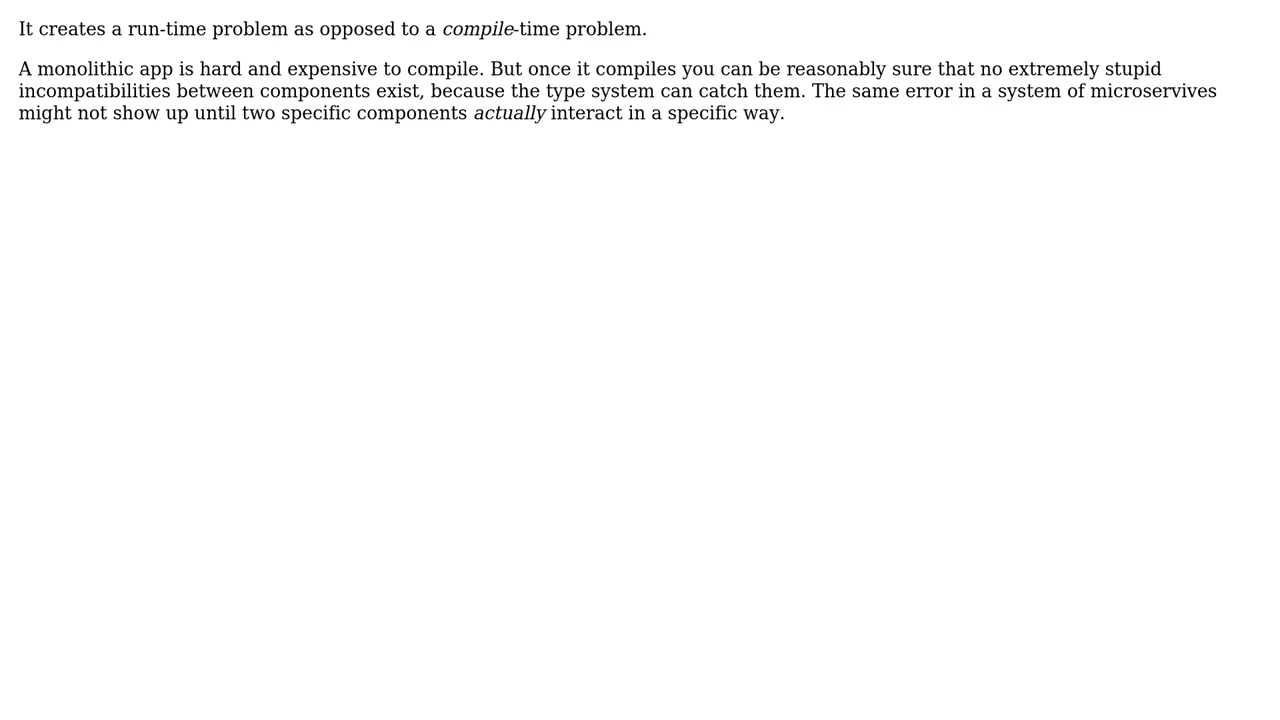 It creates a run-time problem as opposed to a compile-time problem.
A monolithic app is hard and expensive to compile. But once it compiles you can be reasonably sure that no extremely stupid
incompatibilities between components exist, because the type system can catch them. The same error in a system of microservives
might not show up until two specific components actually interact in a specific way.